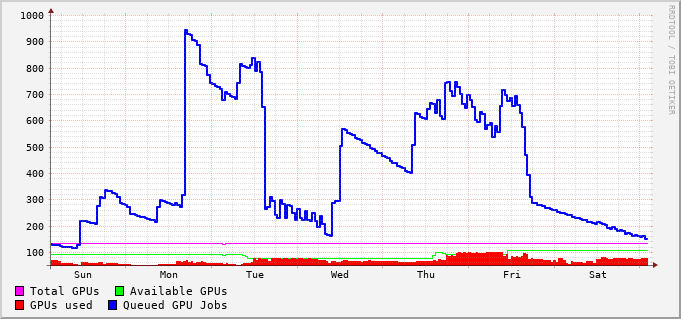 1000
900
800
700
600
500
400
300
200
100
Sun Mon Tue Wed Thu Fri Sat
RRDTOOL / TOBI OETIKER
Total GPUs Available GPUs
GPUs used Queued GPU Jobs